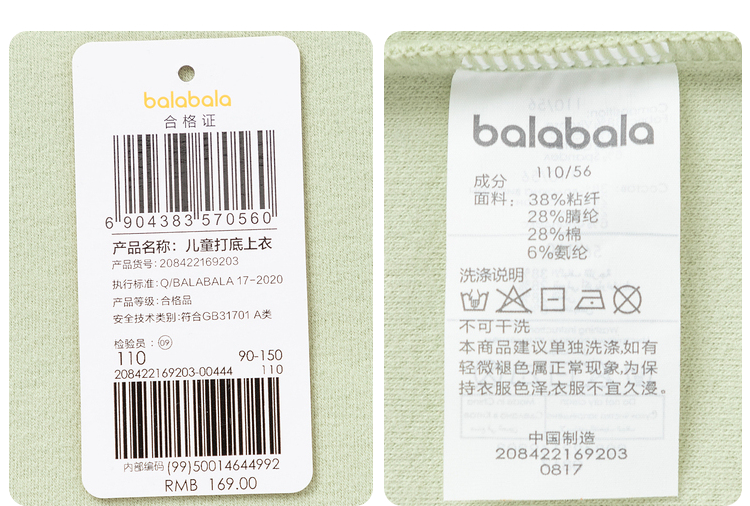 balabala
合格证
6 904383 570560
产品名称：儿童打底上衣
产品货号：208422169203
执行标准：Q/BALABALA 17-2020
产品等级：合格品
安全技术类别：符合GB31701 A类
检验员：09
110 90-150
208422169203-00444 110
内部编码 (99)50014644992
RMB 169.00
balabala
110/56
成分
面料：38%粘纤
28%腈纶
28%棉
6%氨纶
洗涤说明
不可干洗
本商品建议单独洗涤,如有
轻微褪色属正常现象,为保
持衣服色泽,衣服不宜久浸。
中国制造
208422169203
0817